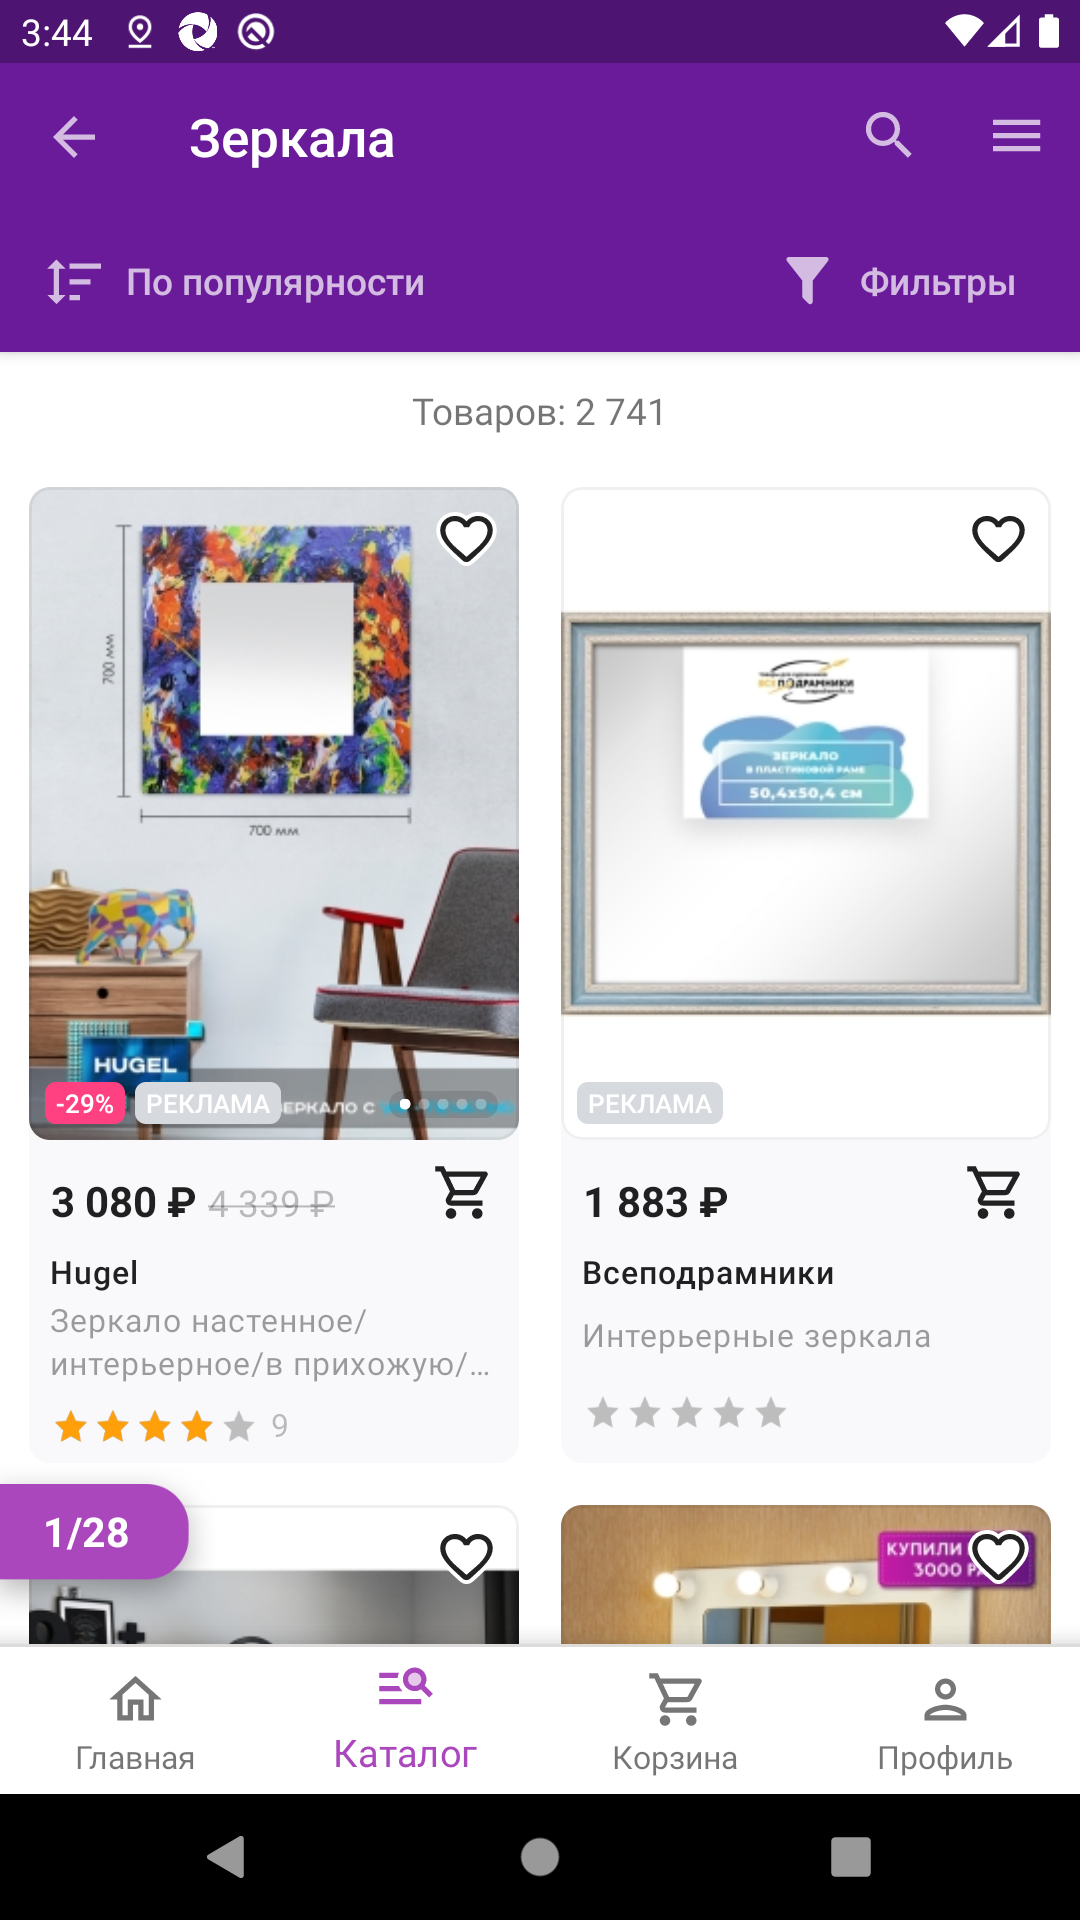 3:44
Зеркала
По популярности
Фильтры
Товаров: 2 741
700 мм
700 мм
HUGEL
-29%
РЕКЛАМА
ЗЕРКАЛО С
ВСЕПОДРАМНИКИ
ЗЕРКАЛО
В ПЛАСТИКОВОЙ РАМЕ
50,4x50,4 см
РЕКЛАМА
3 080 ₽ 4 339 ₽
Hugel
Зеркало настенное/
интерьерное/в прихожую/...
9
1 883 ₽
Всеподрамники
Интерьерные зеркала
1/28
КУПИЛИ
3000
Главная
Каталог
Корзина
Профиль